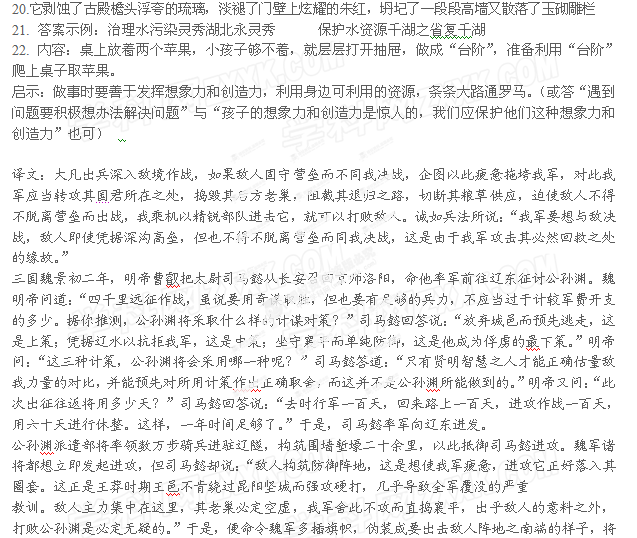 20.它剥蚀了古殿檐头浮夸的琉璃，淡褪了门壁上炫耀的朱红，坍圮了一段段高墙又散落了玉砌雕栏
21. 答案示例：治理水污染灵秀湖北永灵秀 保护水资源千湖之省复千湖
22. 内容：桌上放着两个苹果，小孩子够不着，就层层打开抽屉，做成“台阶”，准备利用“台阶”
爬上桌子取苹果。
启示：做事时要善于发挥想象力和创造力，利用身边可利用的资源，条条大路通罗马。（或答“遇到
问题要积极想办法解决问题”与“孩子的想象力和创造力是惊人的，我们应保护他们这种想象力和
创造力”也可）
译文：大凡出兵深入敌境作战，如果敌人固守营垒而不同我决战，企图以此疲惫拖垮我军，对此我
军应当转攻其国君所在之处，捣毁其后方老巢，阻截其退归之路，切断其粮草供应，迫使敌人不得
不脱离营垒而出战，我乘机以精锐部队进击它，就可以打败敌人。诚如兵法所说：“我军要想与敌决
战，敌人即使凭据深沟高垒，但也不得不脱离营垒而同我决战，这是由于我军攻击其必然回救之处
的缘故。”
三国魏景初二年，明帝曹叡把太尉司马懿从长安召回京师洛阳，命他率军前往辽东征讨公孙渊。魏
明帝问道：“四千里远征作战，虽说要用奇谋取胜，但也要有足够的兵力，不应当过于计较军费开支
的多少。据你推测，公孙渊将采取什么样的计谋对策？”司马懿回答说：“放弃城邑而预先逃走，这
是上策；凭据辽水以抗拒我军，这是中策；坐守襄平而单纯防御，这是他成为俘虏的最下策。”明帝
问：“这三种计策，公孙渊将会采用哪一种呢？”司马懿答道：“只有贤明智慧之人才能正确估量敌
我力量的对比，并能预先对所用计策作出正确取舍，而这并不是公孙渊所能做到的。”明帝又问：“此
次出征往返将用多少天？”司马懿回答说：“去时行军一百天，回来路上一百天，进攻作战一百天，
用六十天进行休整。这样，一年时间足够了。”于是，司马懿率军向辽东进发。
公孙渊派遣部将率领数万步骑兵进驻辽隧，构筑围墙堑壕二十余里，以此抵御司马懿进攻。魏军诸
将都想立即发起进攻，但司马懿却说：“敌人构筑防御阵地，这是想使我军疲惫，进攻它正好落入其
圈套。这正是王莽时期王邑不肯绕过昆阳坚城而强攻硬打，几乎导致全军覆没的严重
教训。敌人主力集中在这里，其老巢必定空虚，我军舍此不攻而直捣襄平，出乎敌人的意料之外，
打败公孙渊是必定无疑的。”于是，便命令魏军多插旗帜，伪装成要出击敌人阵地之南端的样子，将